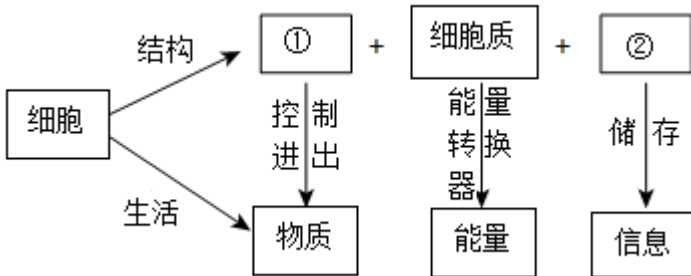 结构
① + 细胞质 + ②
细胞
控制进出
能量转换器
储存
生活
物质
能量
信息